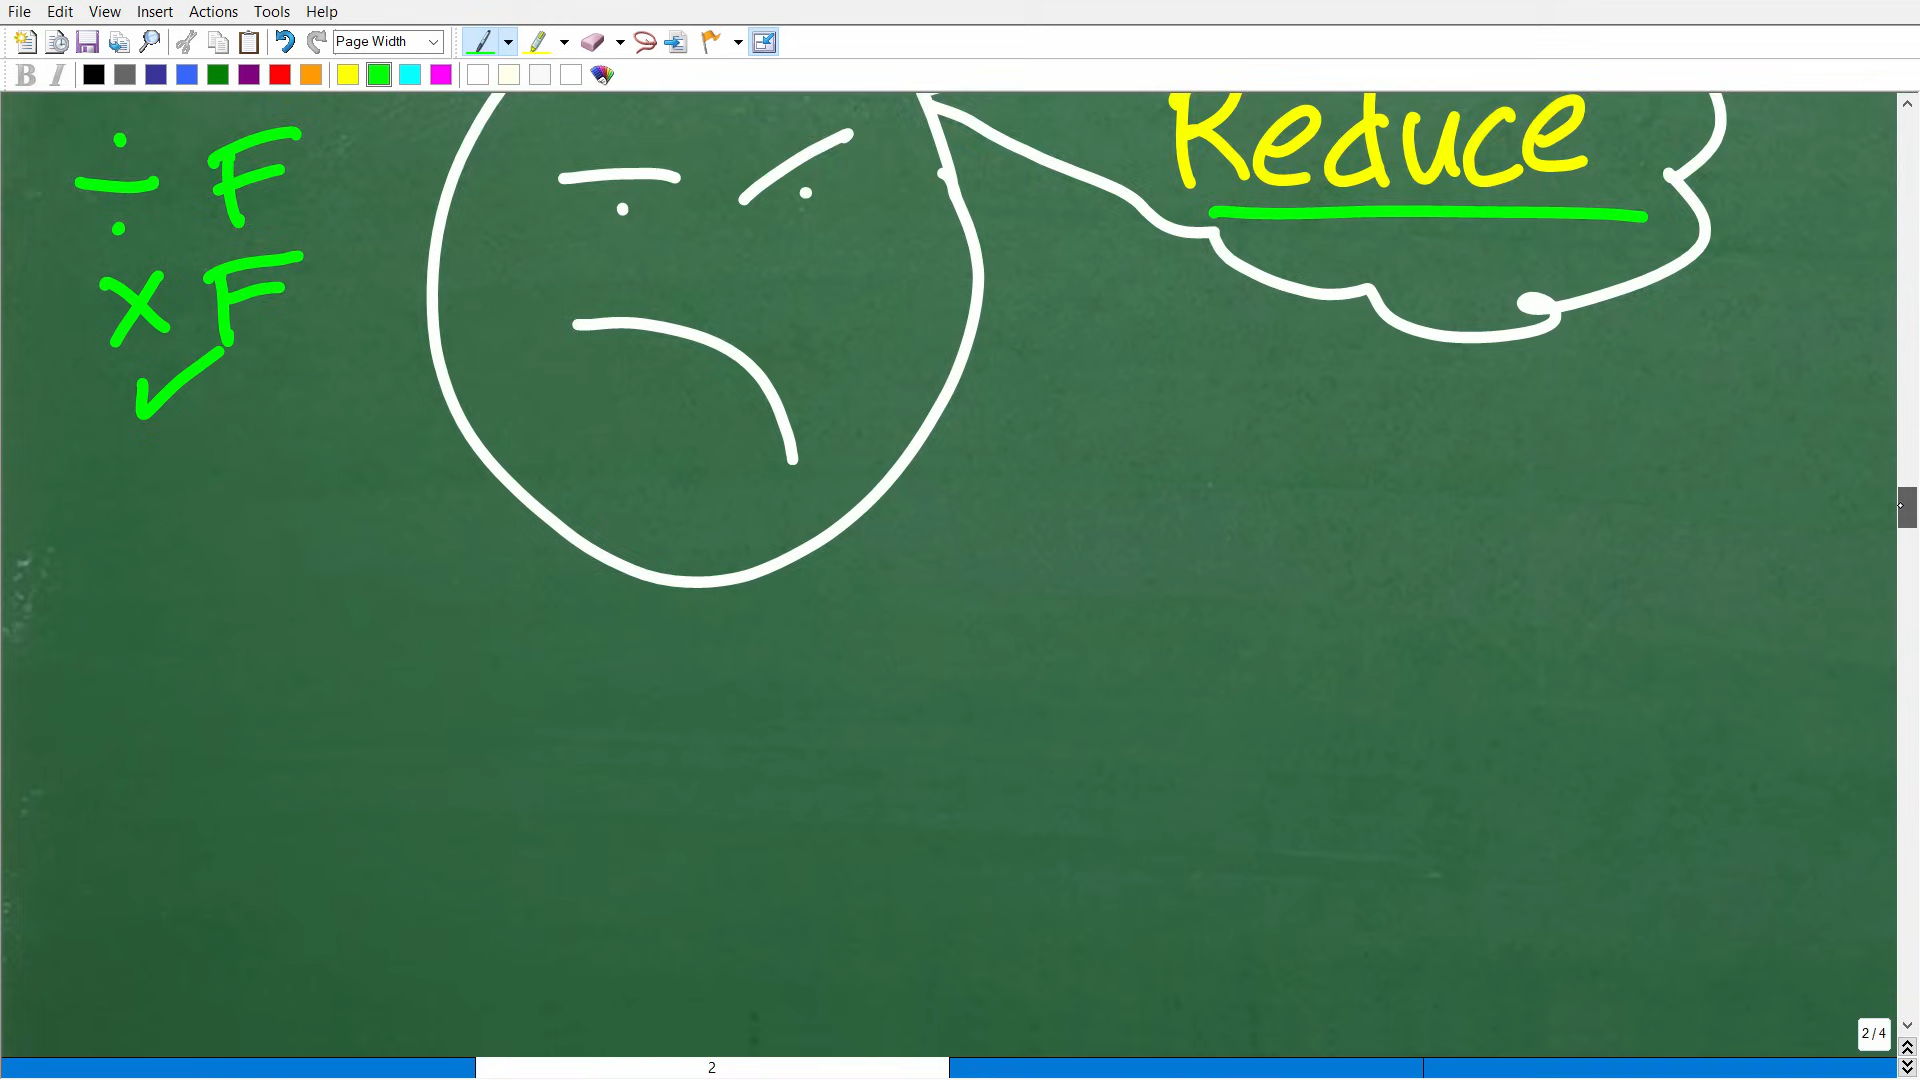 File Edit View Insert Actions Tools Help
Page Width
B I
Reduce
÷ F
× F
✓
2 / 4
2